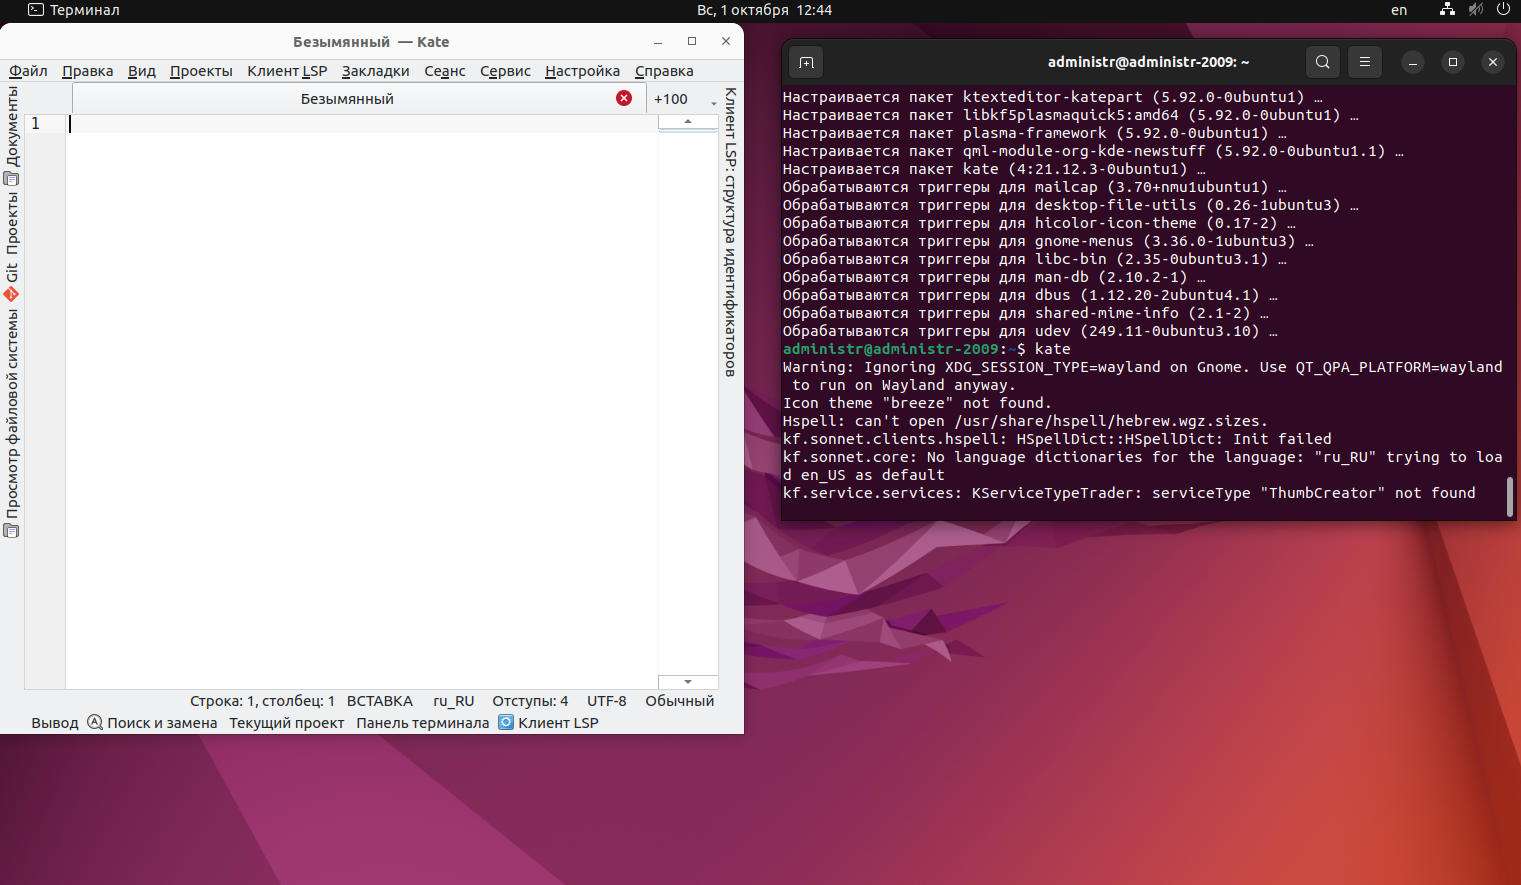 Терминал
Вс, 1 октября 12:44
en
Безымянный — Kate
Файл Правка Вид Проекты Клиент LSP Закладки Сеанс Сервис Настройка Справка
Безымянный
+100
1
Документы
Проекты
Git
Просмотр файловой системы
Клиент LSP: структура идентификаторов
Строка: 1, столбец: 1 ВСТАВКА ru_RU Отступы: 4 UTF-8 Обычный
Вывод Поиск и замена Текущий проект Панель терминала Клиент LSP
administr@administr-2009: ~
Настраивается пакет ktexteditor-katepart (5.92.0-0ubuntu1) …
Настраивается пакет libkf5plasmaquick5:amd64 (5.92.0-0ubuntu1) …
Настраивается пакет plasma-framework (5.92.0-0ubuntu1) …
Настраивается пакет qml-module-org-kde-newstuff (5.92.0-0ubuntu1.1) …
Настраивается пакет kate (4:21.12.3-0ubuntu1) …
Обрабатываются триггеры для mailcap (3.70+nmu1ubuntu1) …
Обрабатываются триггеры для desktop-file-utils (0.26-1ubuntu3) …
Обрабатываются триггеры для hicolor-icon-theme (0.17-2) …
Обрабатываются триггеры для gnome-menus (3.36.0-1ubuntu3) …
Обрабатываются триггеры для libc-bin (2.35-0ubuntu3.1) …
Обрабатываются триггеры для man-db (2.10.2-1) …
Обрабатываются триггеры для dbus (1.12.20-2ubuntu4.1) …
Обрабатываются триггеры для shared-mime-info (2.1-2) …
Обрабатываются триггеры для udev (249.11-0ubuntu3.10) …
administr@administr-2009:~$ kate
Warning: Ignoring XDG_SESSION_TYPE=wayland on Gnome. Use QT_QPA_PLATFORM=wayland
to run on Wayland anyway.
Icon theme "breeze" not found.
Hspell: can't open /usr/share/hspell/hebrew.wgz.sizes.
kf.sonnet.clients.hspell: HSpellDict::HSpellDict: Init failed
kf.sonnet.core: No language dictionaries for the language: "ru_RU" trying to loa
d en_US as default
kf.service.services: KServiceTypeTrader: serviceType "ThumbCreator" not found